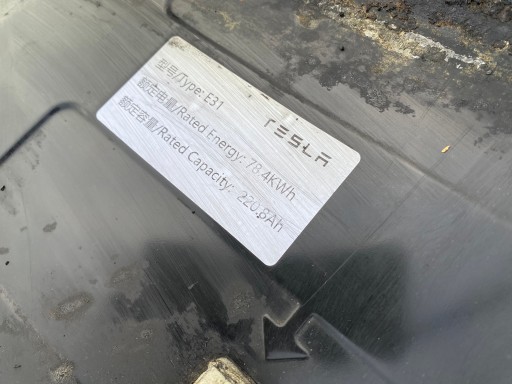 TESLA
型号/Type: E31
额定电量/Rated Energy: 78.4KWh
额定容量/Rated Capacity: 220.8Ah